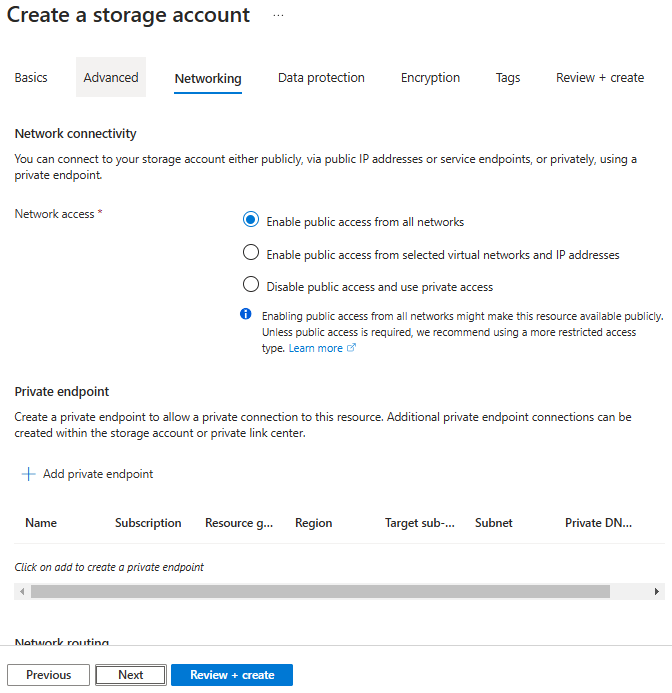 Create a storage account ...
Basics Advanced Networking Data protection Encryption Tags Review + create
Network connectivity
You can connect to your storage account either publicly, via public IP addresses or service endpoints, or privately, using a
private endpoint.
Network access *
Enable public access from all networks
Enable public access from selected virtual networks and IP addresses
Disable public access and use private access
Enabling public access from all networks might make this resource available publicly.
Unless public access is required, we recommend using a more restricted access
type. Learn more
Private endpoint
Create a private endpoint to allow a private connection to this resource. Additional private endpoint connections can be
created within the storage account or private link center.
+ Add private endpoint
Name Subscription Resource g... Region Target sub-... Subnet Private DN...
Click on add to create a private endpoint
Network routing
Previous Next Review + create